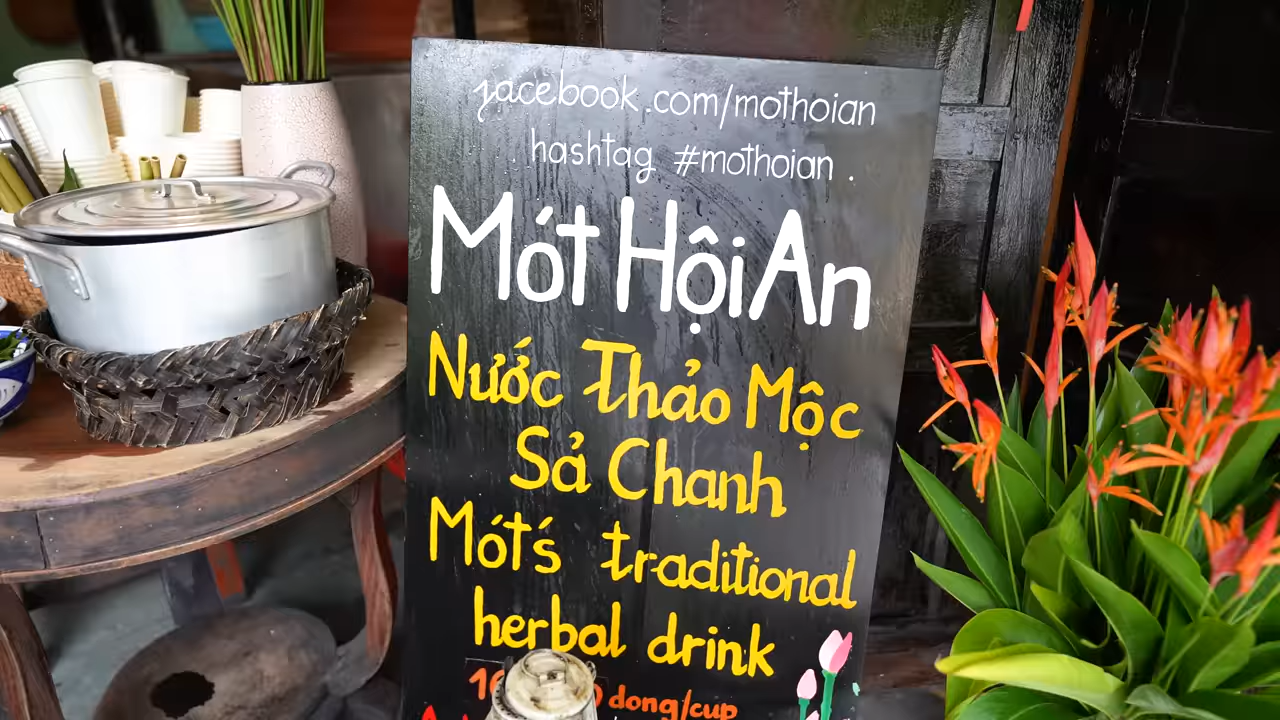 facebook.com/mothoian
hashtag #mothoian.
Mót Hội An
Nước Thảo Mộc
Sả Chanh
Mót's traditional
herbal drink
dong/cup